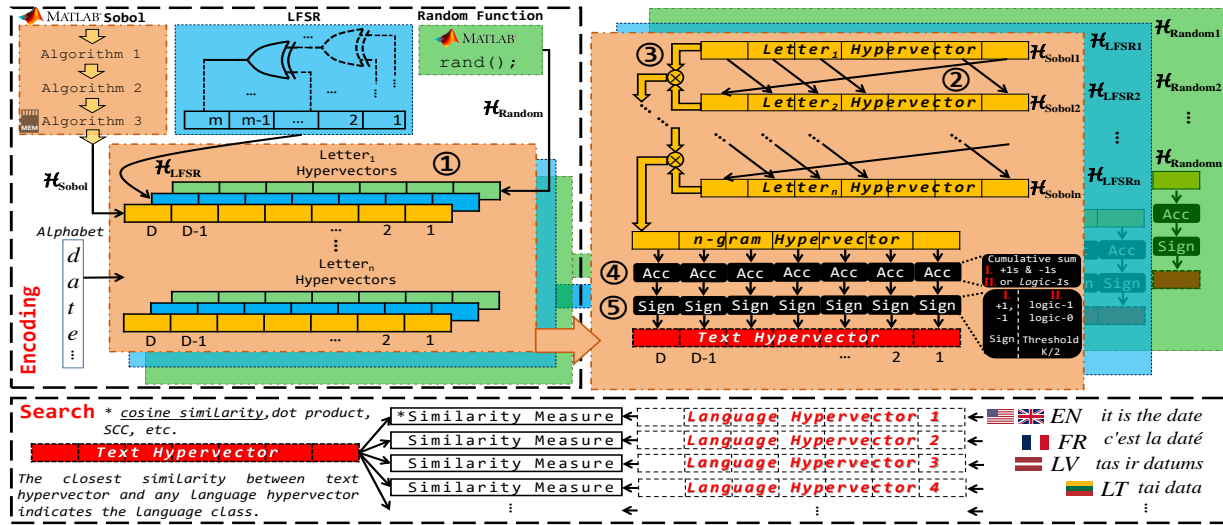 MATLAB Sobol
Algorithm 1
Algorithm 2
Algorithm 3
MEM
LFSR
...
...
...
m m-1 ... 2 1
Random Function
MATLAB
rand();
ℋRandom
ℋSobol
ℋLFSR
Letter1
Hypervectors
①
D D-1 ... 2 1
⋮
Lettern
Hypervectors
D D-1 ... 2 1
Alphabet
d
a
t
e
⋮
Encoding
③
Letter1 Hypervector
ℋSobol1
②
Letter2 Hypervector
ℋSobol2
Lettern Hypervector
ℋSoboln
n-gram Hypervector
④
Acc Acc Acc Acc Acc Acc Acc
⑤
Sign Sign Sign Sign Sign Sign Sign
Text Hypervector
D D-1 ... 2 1
Cumulative sum
I. +1s & -1s
II. or Logic-1s
I. II.
+1, logic-1
-1 logic-0
Sign Threshold
K/2
ℋLFSR1
ℋLFSR2
⋮
ℋLFSRn
Acc Acc
n Sign
ℋRandom1
ℋRandom2
⋮
ℋRandomn
Acc
Sign
Search * cosine similarity,dot product,
SCC, etc.
Text Hypervector
The closest similarity between text
hypervector and any language hypervector
indicates the language class.
*Similarity Measure Language Hypervector 1 EN it is the date
Similarity Measure Language Hypervector 2 FR c'est la daté
Similarity Measure Language Hypervector 3 LV tas ir datums
Similarity Measure Language Hypervector 4 LT tai data
⋮ ⋮ ⋮ ⋮